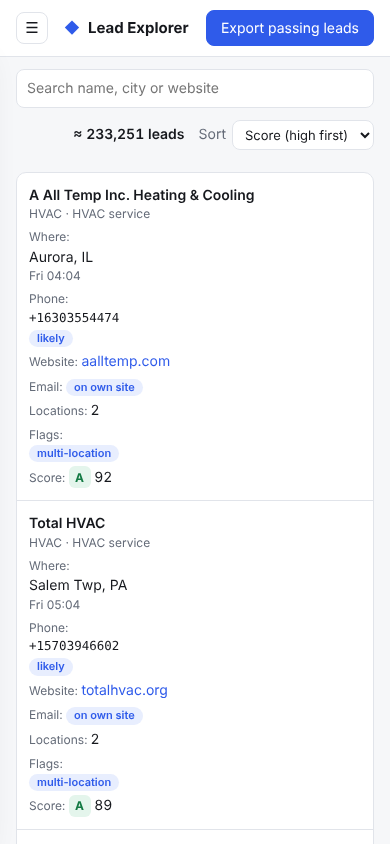 ☰ ◆ Lead Explorer Export passing leads
Search name, city or website
≈ 233,251 leads Sort Score (high first)
A All Temp Inc. Heating & Cooling
HVAC · HVAC service
Where:
Aurora, IL
Fri 04:04
Phone:
+16303554474
likely
Website: aalltemp.com
Email: on own site
Locations: 2
Flags:
multi-location
Score: A 92
Total HVAC
HVAC · HVAC service
Where:
Salem Twp, PA
Fri 05:04
Phone:
+15703946602
likely
Website: totalhvac.org
Email: on own site
Locations: 2
Flags:
multi-location
Score: A 89